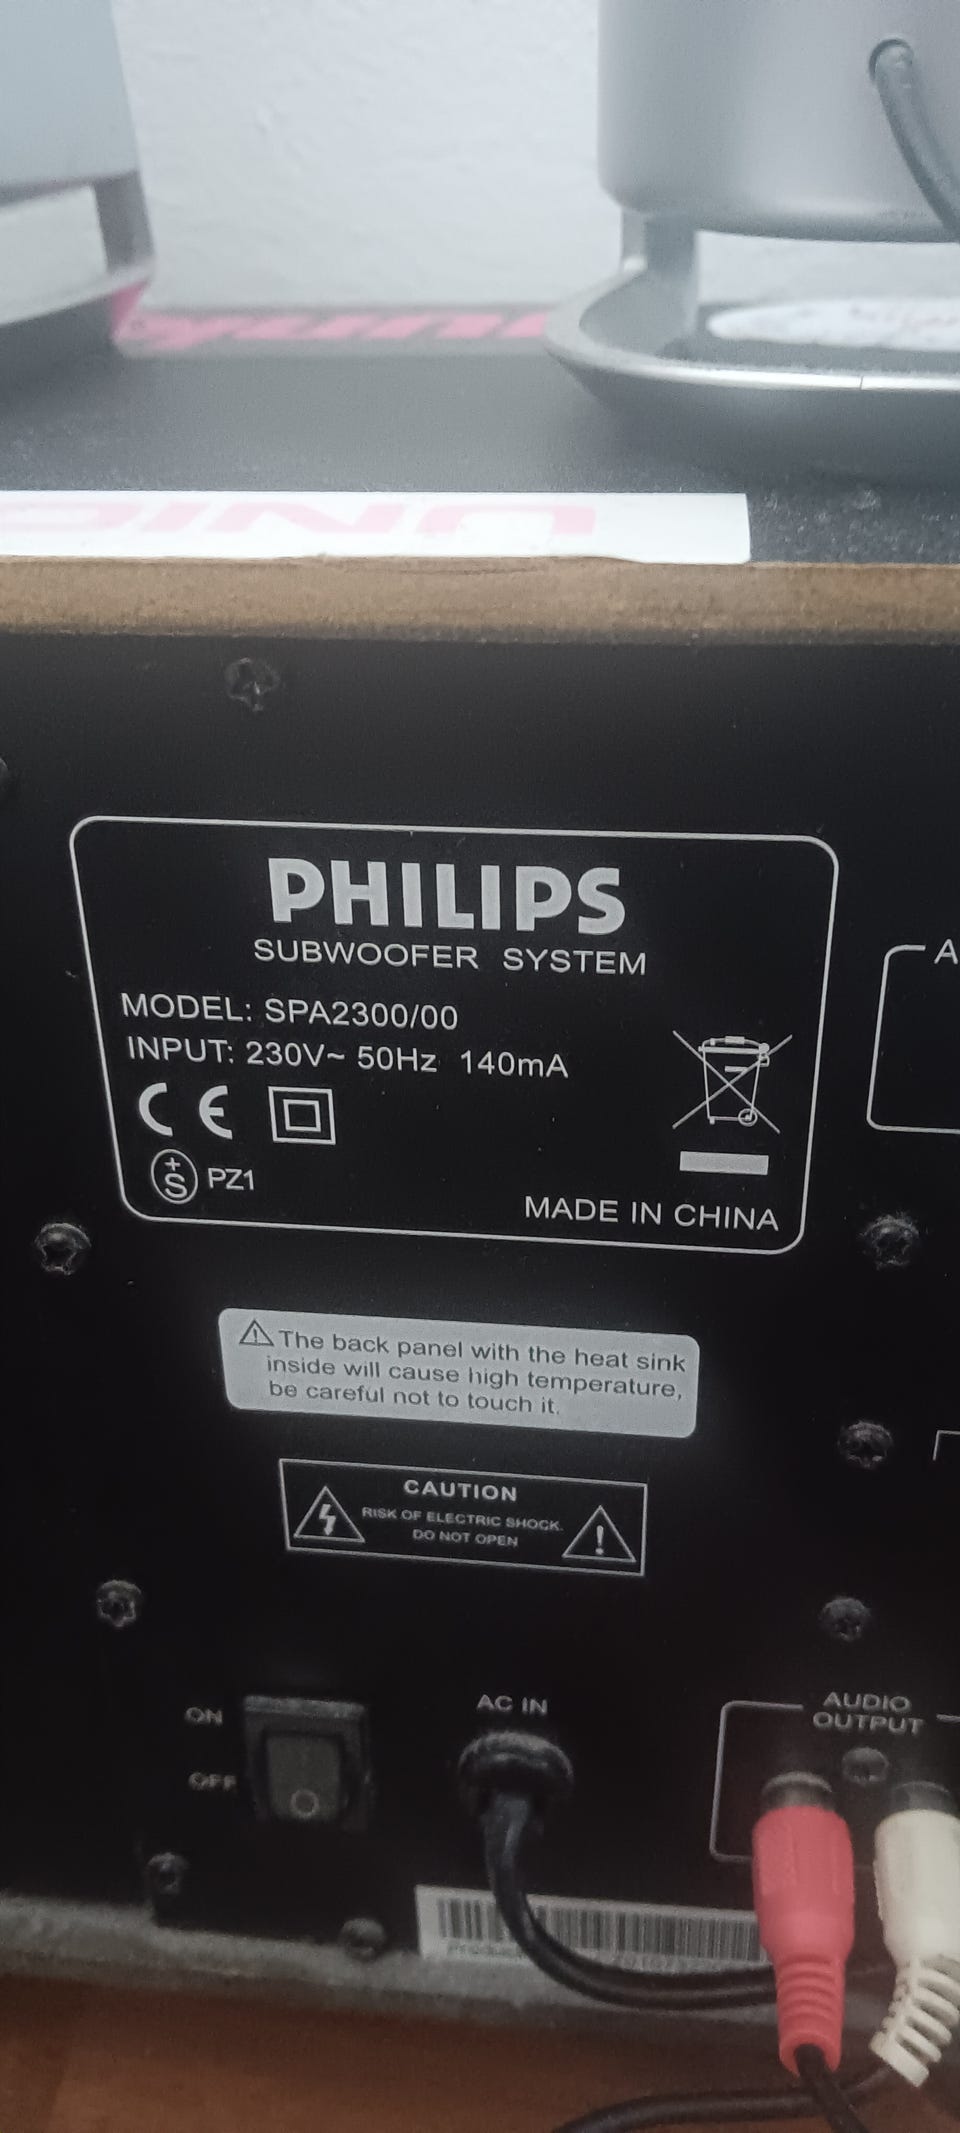 UNIC
PHILIPS
SUBWOOFER SYSTEM
MODEL: SPA2300/00
INPUT: 230V~ 50Hz 140mA
CE
+S PZ1
MADE IN CHINA
A
⚠ The back panel with the heat sink
inside will cause high temperature,
be careful not to touch it.
CAUTION
RISK OF ELECTRIC SHOCK.
DO NOT OPEN
ON
OFF
AC IN
AUDIO
OUTPUT